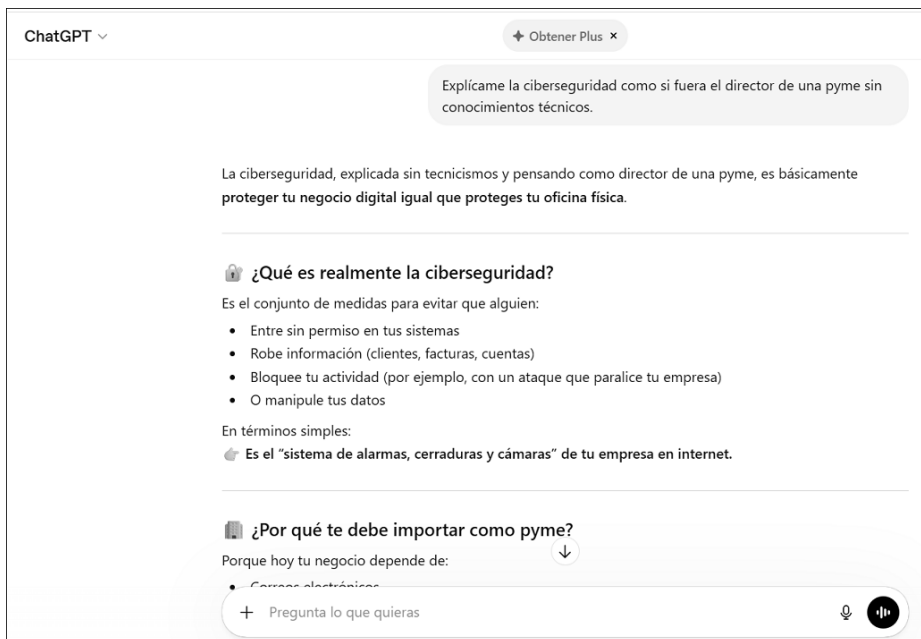 ChatGPT
Obtener Plus ×
Explícame la ciberseguridad como si fuera el director de una pyme sin
conocimientos técnicos.
La ciberseguridad, explicada sin tecnicismos y pensando como director de una pyme, es básicamente
proteger tu negocio digital igual que proteges tu oficina física.
¿Qué es realmente la ciberseguridad?
Es el conjunto de medidas para evitar que alguien:
• Entre sin permiso en tus sistemas
• Robe información (clientes, facturas, cuentas)
• Bloquee tu actividad (por ejemplo, con un ataque que paralice tu empresa)
• O manipule tus datos
En términos simples:
Es el “sistema de alarmas, cerraduras y cámaras” de tu empresa en internet.
¿Por qué te debe importar como pyme?
Porque hoy tu negocio depende de:
• Correos electrónicos
Pregunta lo que quieras